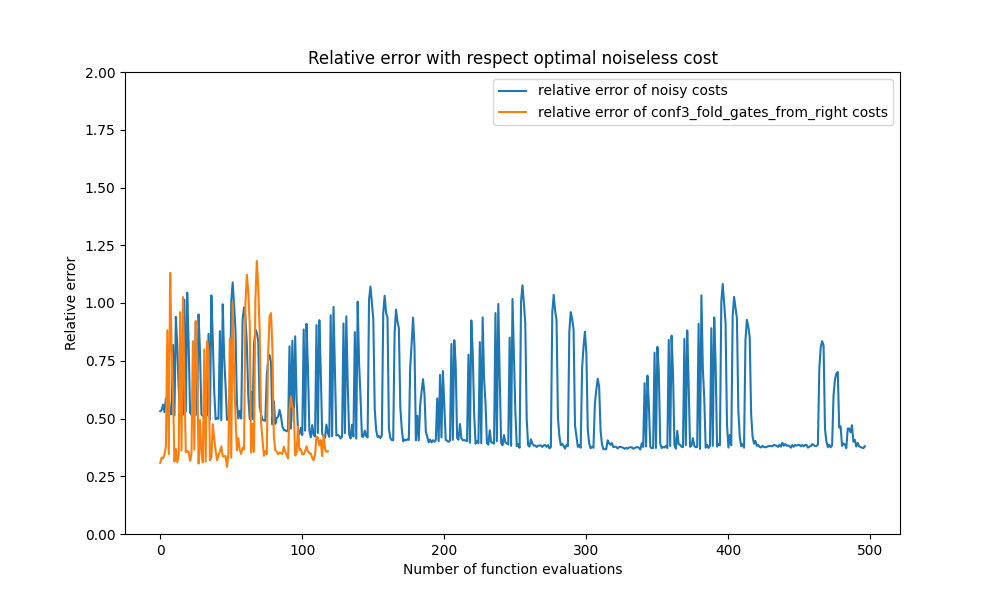 Relative error with respect optimal noiseless cost
relative error of noisy costs
relative error of conf3_fold_gates_from_right costs
2.00
1.75
1.50
1.25
1.00
0.75
0.50
0.25
0.00
Relative error
0 100 200 300 400 500
Number of function evaluations